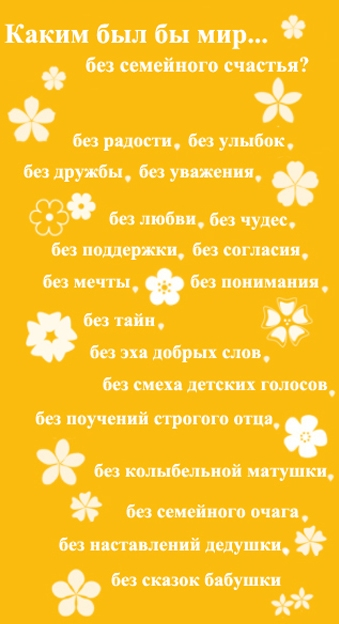 Каким был бы мир...
без семейного счастья?
без радости, без улыбок,
без дружбы, без уважения,
без любви, без чудес,
без поддержки, без согласия,
без мечты, без понимания,
без тайн,
без эха добрых слов,
без смеха детских голосов,
без поучений строгого отца,
без колыбельной матушки,
без семейного очага,
без наставлений дедушки,
без сказок бабушки